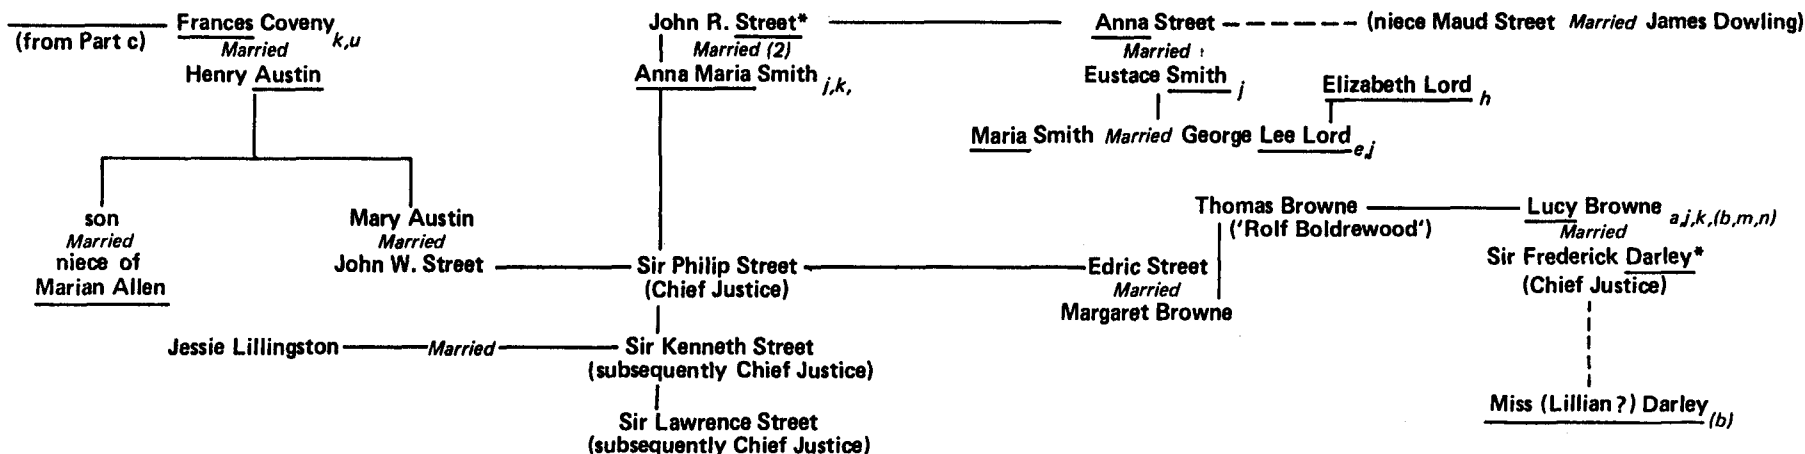 (from Part c) Frances Coveny k,u
Married
Henry Austin
John R. Street*
Married (2)
Anna Maria Smith j,k,
Anna Street
Married
Eustace Smith j
(niece Maud Street Married James Dowling)
Elizabeth Lord h
Maria Smith Married George Lee Lord e,j
son
Married
niece of
Marian Allen
Mary Austin
Married
John W. Street
Sir Philip Street
(Chief Justice)
Edric Street
Married
Margaret Browne
Thomas Browne
('Rolf Boldrewood')
Lucy Browne a,j,k,(b,m,n)
Married
Sir Frederick Darley*
(Chief Justice)
Jessie Lillingston Married Sir Kenneth Street
(subsequently Chief Justice)
Miss (Lillian?) Darley (b)
Sir Lawrence Street
(subsequently Chief Justice)